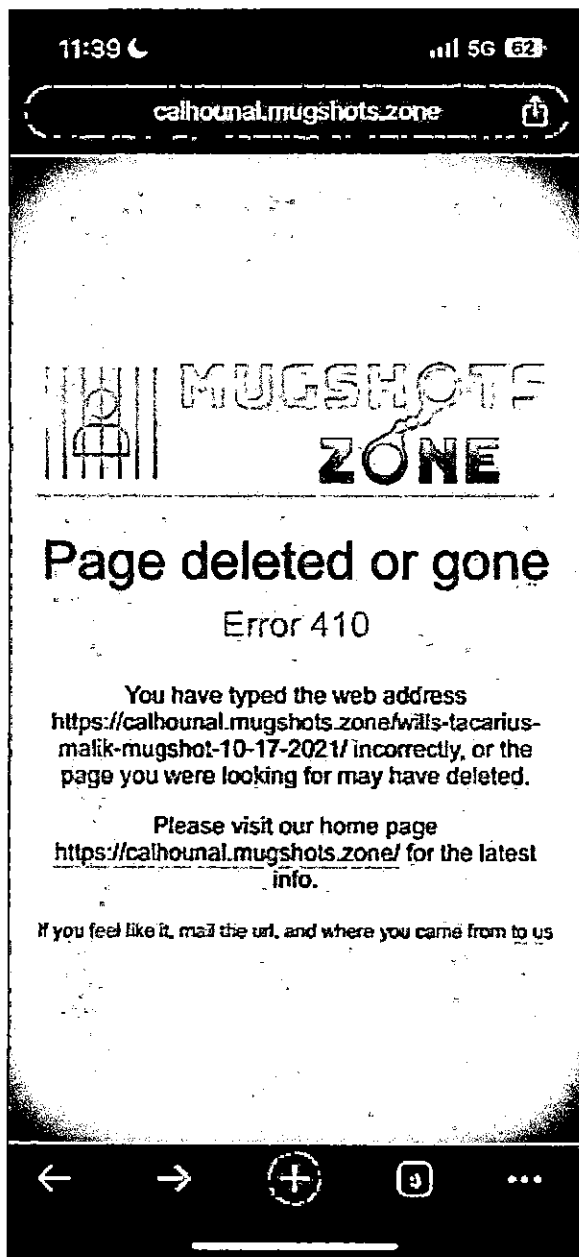 11:39
5G 62
calhounal.mugshots.zone
MUGSHOTS
ZONE
Page deleted or gone
Error 410
You have typed the web address
https://calhounal.mugshots.zone/wills-tacarius-
malik-mugshot-10-17-2021/ incorrectly, or the
page you were looking for may have deleted.
Please visit our home page
https://calhounal.mugshots.zone/ for the latest
info.
If you feel like it, mail the url, and where you came from to us